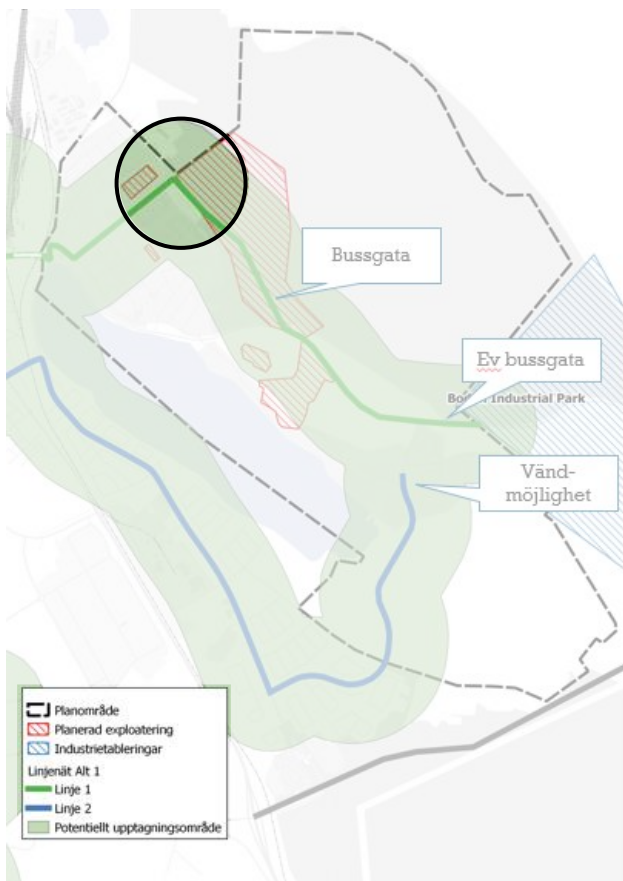 Bussgata
Ev bussgata
Industrial Park
Vänd-
möjlighet
Planområde
Planerad exploatering
Industrietableringar
Linjenät Alt 1
Linje 1
Linje 2
Potentiellt upptagningsområde